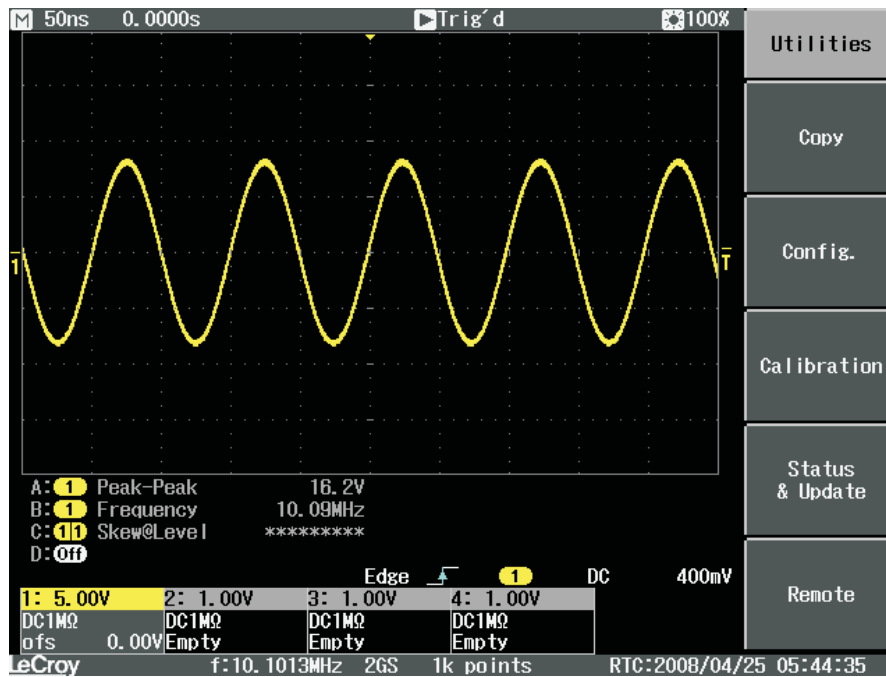 M 50ns 0.0000s Trig´d 100%
Utilities
Copy
1
T
Config.
Calibration
Status
& Update
Remote
A: 1 Peak-Peak 16.2V
B: 1 Frequency 10.09MHz
C: 1 1 Skew@Level *********
D: Off
Edge 1 DC 400mV
1: 5.00V 2: 1.00V 3: 1.00V 4: 1.00V
DC1MΩ DC1MΩ DC1MΩ DC1MΩ
ofs 0.00V Empty Empty Empty
LeCroy f:10.1013MHz 2GS 1k points RTC:2008/04/25 05:44:35